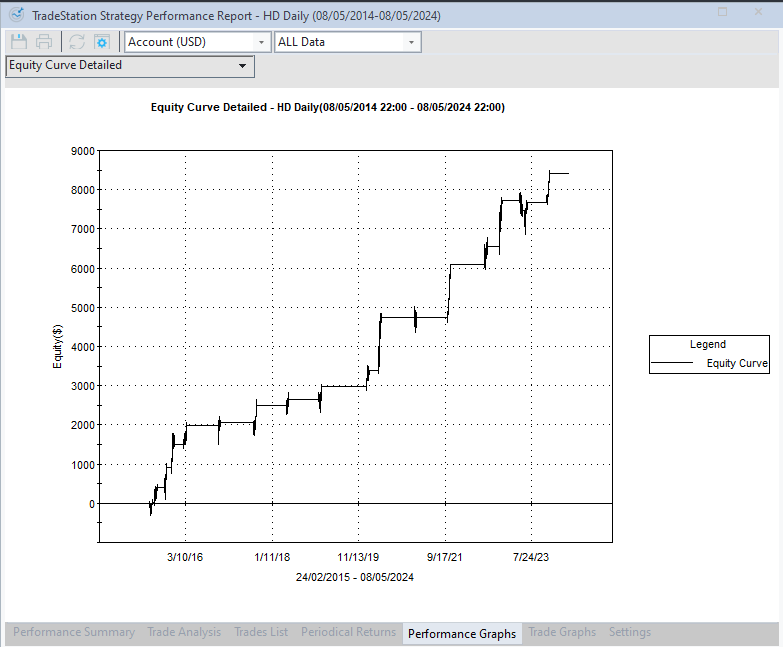 TradeStation Strategy Performance Report - HD Daily (08/05/2014-08/05/2024)
Account (USD) ALL Data
Equity Curve Detailed
Equity Curve Detailed - HD Daily(08/05/2014 22:00 - 08/05/2024 22:00)
9000
8000
7000
6000
5000
4000
3000
2000
1000
0
Equity($)
Legend
Equity Curve
3/10/16 1/11/18 11/13/19 9/17/21 7/24/23
24/02/2015 - 08/05/2024
Performance Summary Trade Analysis Trades List Periodical Returns Performance Graphs Trade Graphs Settings